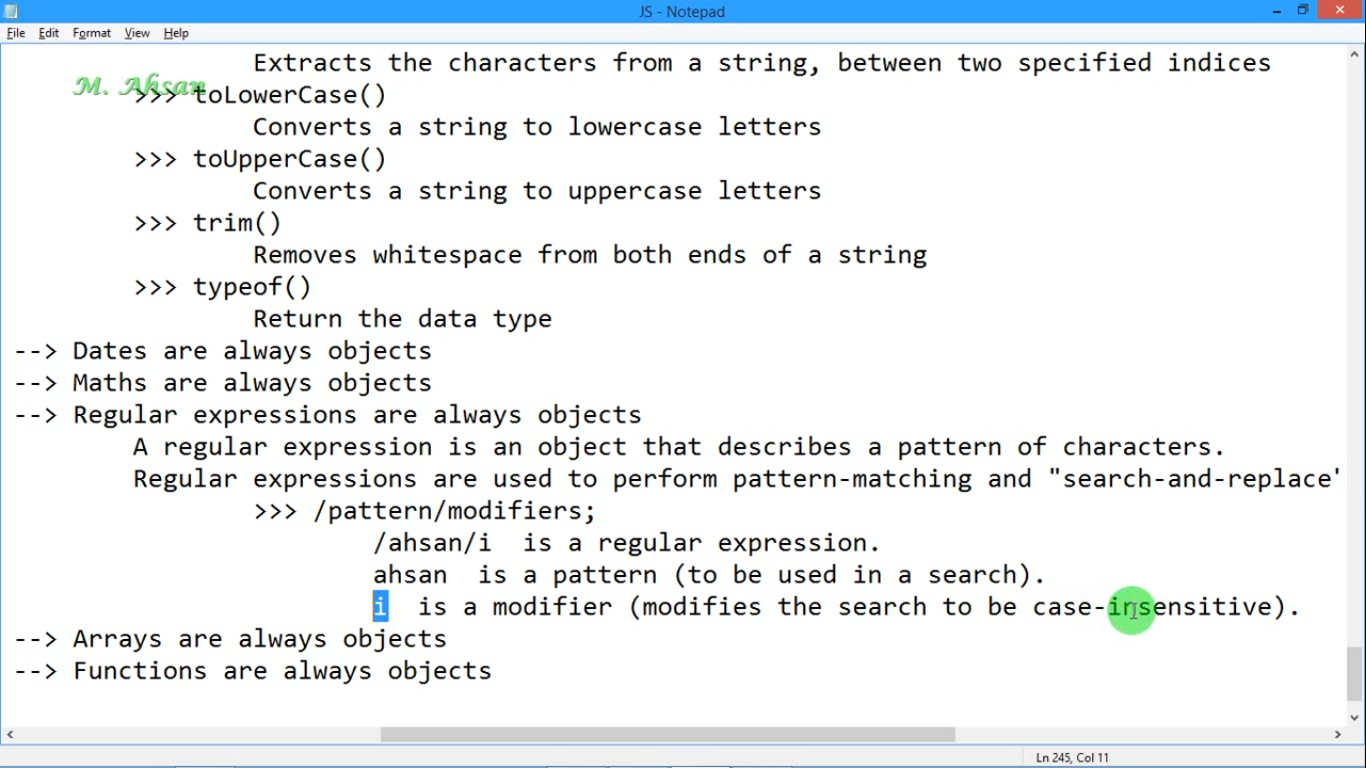 JS - Notepad
File Edit Format View Help
Extracts the characters from a string, between two specified indices
M. Ahsan
>>> toLowerCase()
Converts a string to lowercase letters
>>> toUpperCase()
Converts a string to uppercase letters
>>> trim()
Removes whitespace from both ends of a string
>>> typeof()
Return the data type
--> Dates are always objects
--> Maths are always objects
--> Regular expressions are always objects
A regular expression is an object that describes a pattern of characters.
Regular expressions are used to perform pattern-matching and "search-and-replace'
>>> /pattern/modifiers;
/ahsan/i  is a regular expression.
ahsan  is a pattern (to be used in a search).
i  is a modifier (modifies the search to be case-insensitive).
--> Arrays are always objects
--> Functions are always objects
Ln 245, Col 11